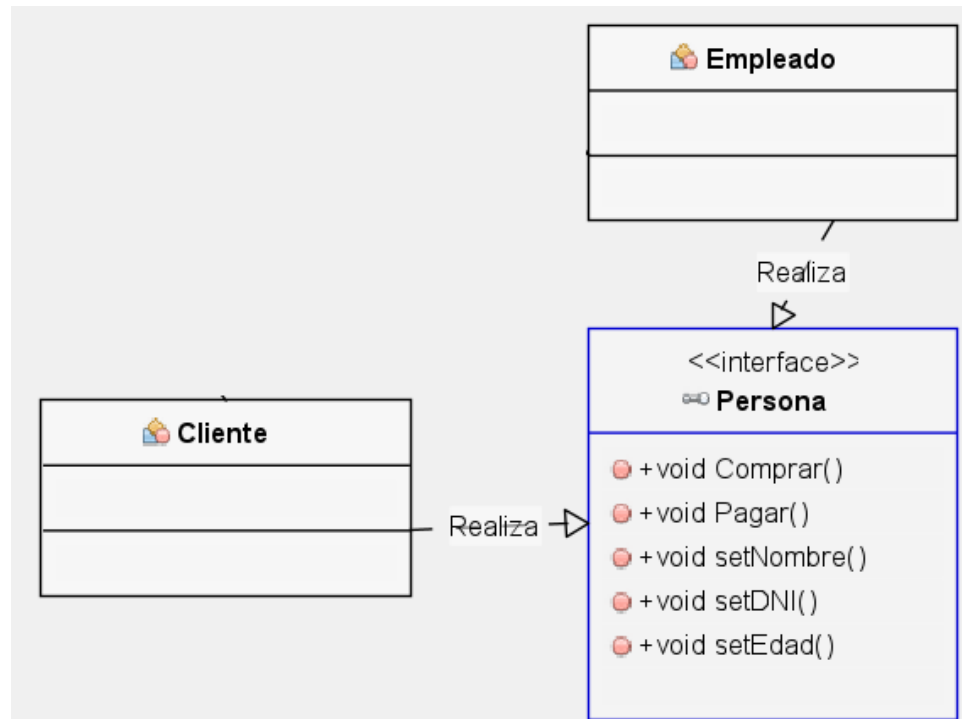 Empleado
Realiza
<<interface>>
Persona
+void Comprar()
+void Pagar()
+void setNombre()
+void setDNI()
+void setEdad()
Cliente
Realiza